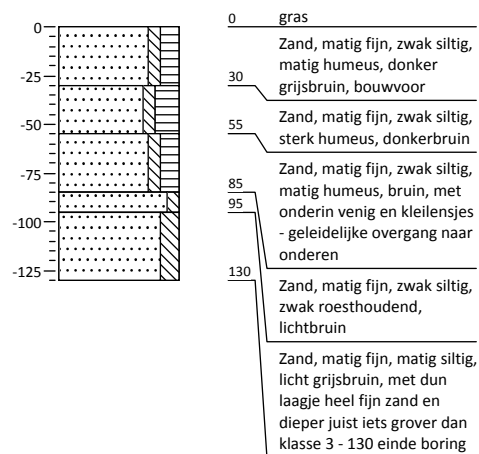 0
-25
-50
-75
-100
-125
0
gras
Zand, matig fijn, zwak siltig,
matig humeus, donker
grijsbruin, bouwvoor
30
Zand, matig fijn, zwak siltig,
sterk humeus, donkerbruin
55
Zand, matig fijn, zwak siltig,
matig humeus, bruin, met
onderin venig en kleilensjes
- geleidelijke overgang naar
onderen
85
Zand, matig fijn, zwak siltig,
zwak roesthoudend,
lichtbruin
95
Zand, matig fijn, matig siltig,
licht grijsbruin, met dun
laagje heel fijn zand en
dieper juist iets grover dan
klasse 3 - 130 einde boring
130